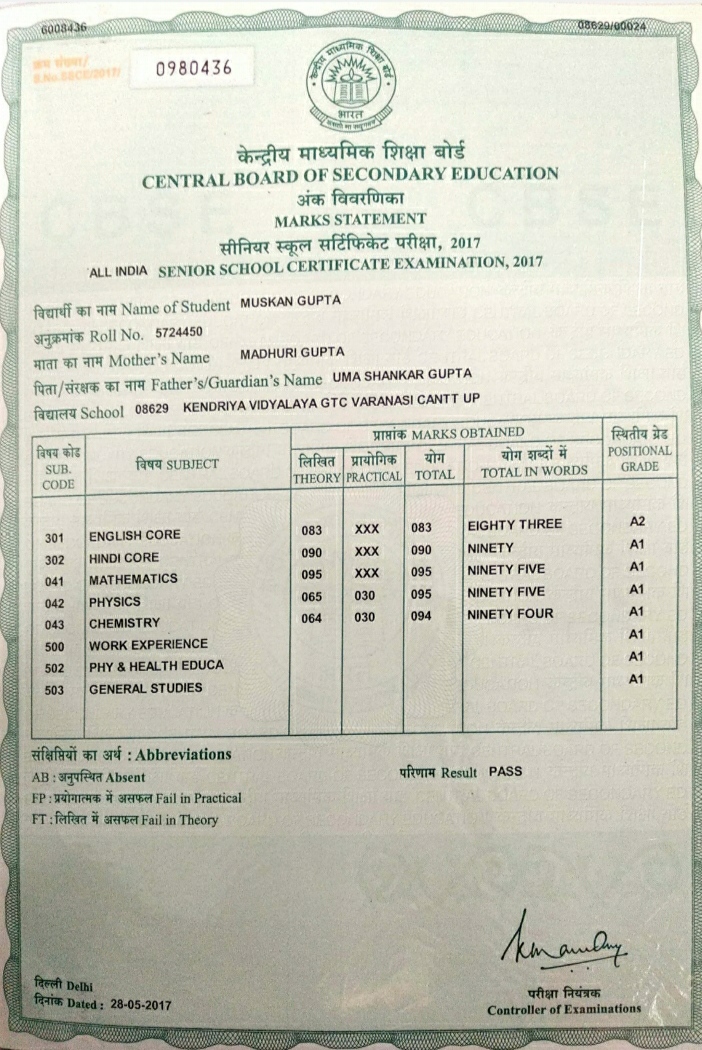 6008436
08629/60024
क्रम संख्या/
S.No.SSCE/2017/
0980436
केन्द्रीय माध्यमिक शिक्षा बोर्ड
भारत
असतो मा सद्गमय
केन्द्रीय माध्यमिक शिक्षा बोर्ड
CENTRAL BOARD OF SECONDARY EDUCATION
अंक विवरणिका
MARKS STATEMENT
सीनियर स्कूल सर्टिफिकेट परीक्षा, 2017
ALL INDIA SENIOR SCHOOL CERTIFICATE EXAMINATION, 2017
विद्यार्थी का नाम Name of Student MUSKAN GUPTA
अनुक्रमांक Roll No. 5724450
माता का नाम Mother's Name MADHURI GUPTA
पिता/संरक्षक का नाम Father's/Guardian's Name UMA SHANKAR GUPTA
विद्यालय School 08629 KENDRIYA VIDYALAYA GTC VARANASI CANTT UP
विषय कोड SUB. CODE
विषय SUBJECT
प्राप्तांक MARKS OBTAINED
लिखित THEORY
प्रायोगिक PRACTICAL
योग TOTAL
योग शब्दों में TOTAL IN WORDS
स्थितीय ग्रेड POSITIONAL GRADE
301 ENGLISH CORE 083 XXX 083 EIGHTY THREE A2
302 HINDI CORE 090 XXX 090 NINETY A1
041 MATHEMATICS 095 XXX 095 NINETY FIVE A1
042 PHYSICS 065 030 095 NINETY FIVE A1
043 CHEMISTRY 064 030 094 NINETY FOUR A1
500 WORK EXPERIENCE A1
502 PHY & HEALTH EDUCA A1
503 GENERAL STUDIES A1
संक्षिप्तियों का अर्थ : Abbreviations
AB : अनुपस्थित Absent
परिणाम Result PASS
FP : प्रयोगात्मक में असफल Fail in Practical
FT : लिखित में असफल Fail in Theory
दिल्ली Delhi
दिनांक Dated : 28-05-2017
परीक्षा नियंत्रक
Controller of Examinations